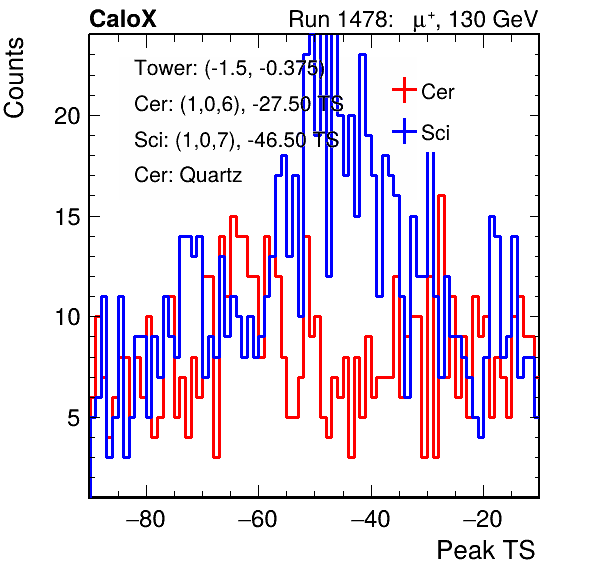 CaloX Run 1478: μ⁺, 130 GeV
Counts
Tower: (-1.5, -0.375)
Cer: (1,0,6), -27.50 TS
Sci: (1,0,7), -46.50 TS
Cer: Quartz
Cer
Sci
20
15
10
5
−80 −60 −40 −20
Peak TS